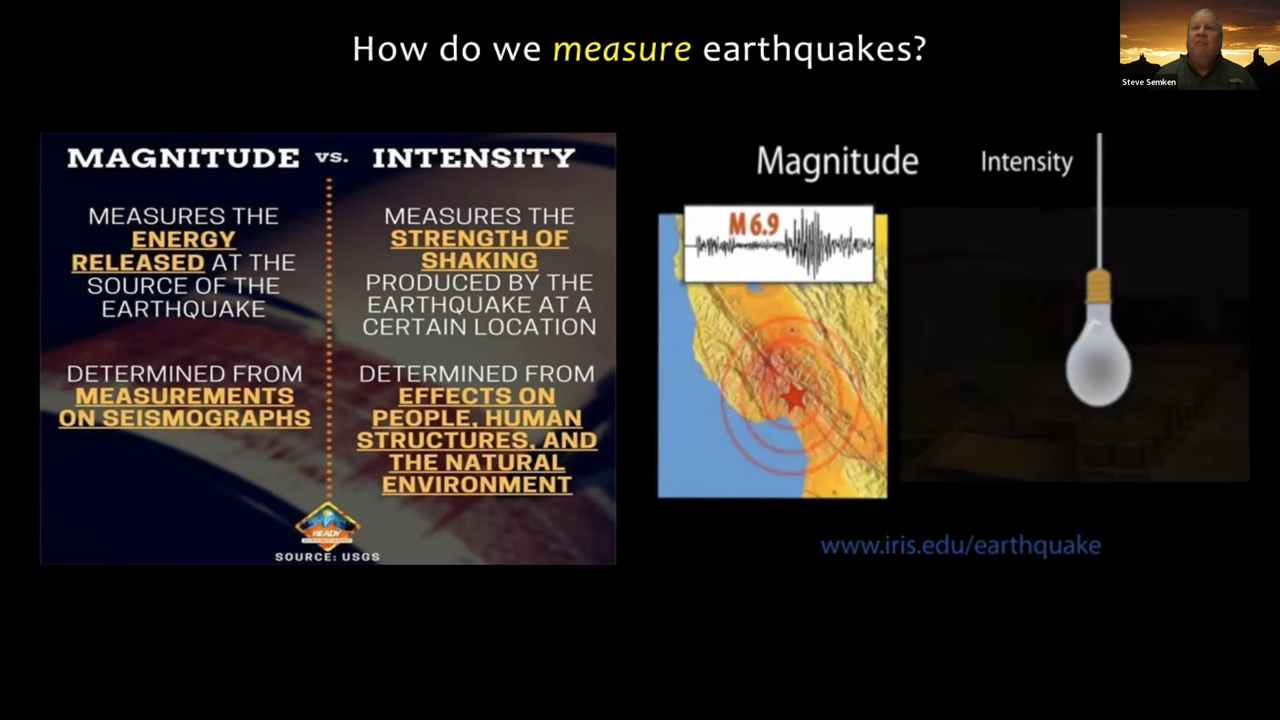 How do we measure earthquakes?
Steve Semken
MAGNITUDE vs. INTENSITY
MEASURES THE
ENERGY
RELEASED AT THE
SOURCE OF THE
EARTHQUAKE
DETERMINED FROM
MEASUREMENTS
ON SEISMOGRAPHS
MEASURES THE
STRENGTH OF
SHAKING
PRODUCED BY THE
EARTHQUAKE AT A
CERTAIN LOCATION
DETERMINED FROM
EFFECTS ON
PEOPLE, HUMAN
STRUCTURES, AND
THE NATURAL
ENVIRONMENT
READY
SOURCE: USGS
Magnitude
Intensity
M 6.9
www.iris.edu/earthquake